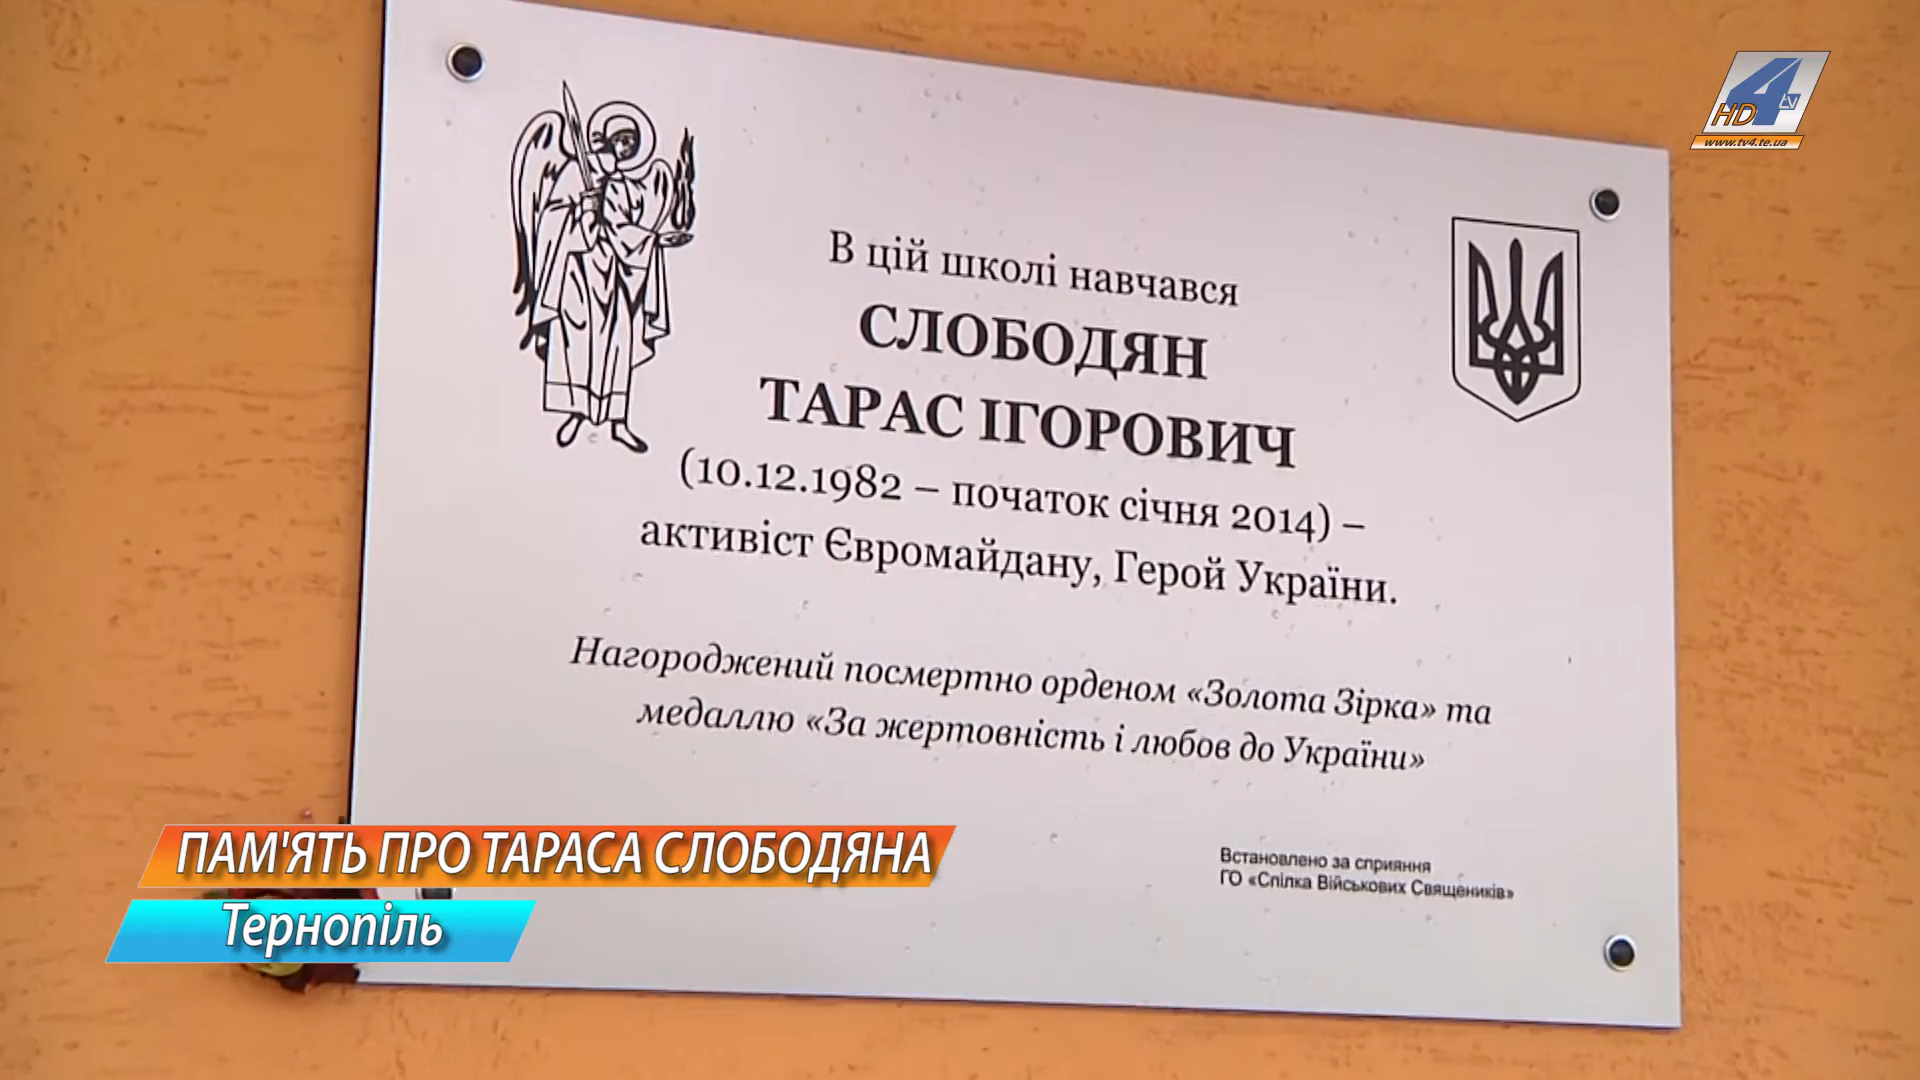 HD 4 tv
www.tv4.te.ua
В цій школі навчався
СЛОБОДЯН
ТАРАС ІГОРОВИЧ
(10.12.1982 – початок січня 2014) –
активіст Євромайдану, Герой України.
Нагороджений посмертно орденом «Золота Зірка» та
медаллю «За жертовність і любов до України»
Встановлено за сприяння
ГО «Спілка Військових Священиків»
ПАМ'ЯТЬ ПРО ТАРАСА СЛОБОДЯНА
Тернопіль